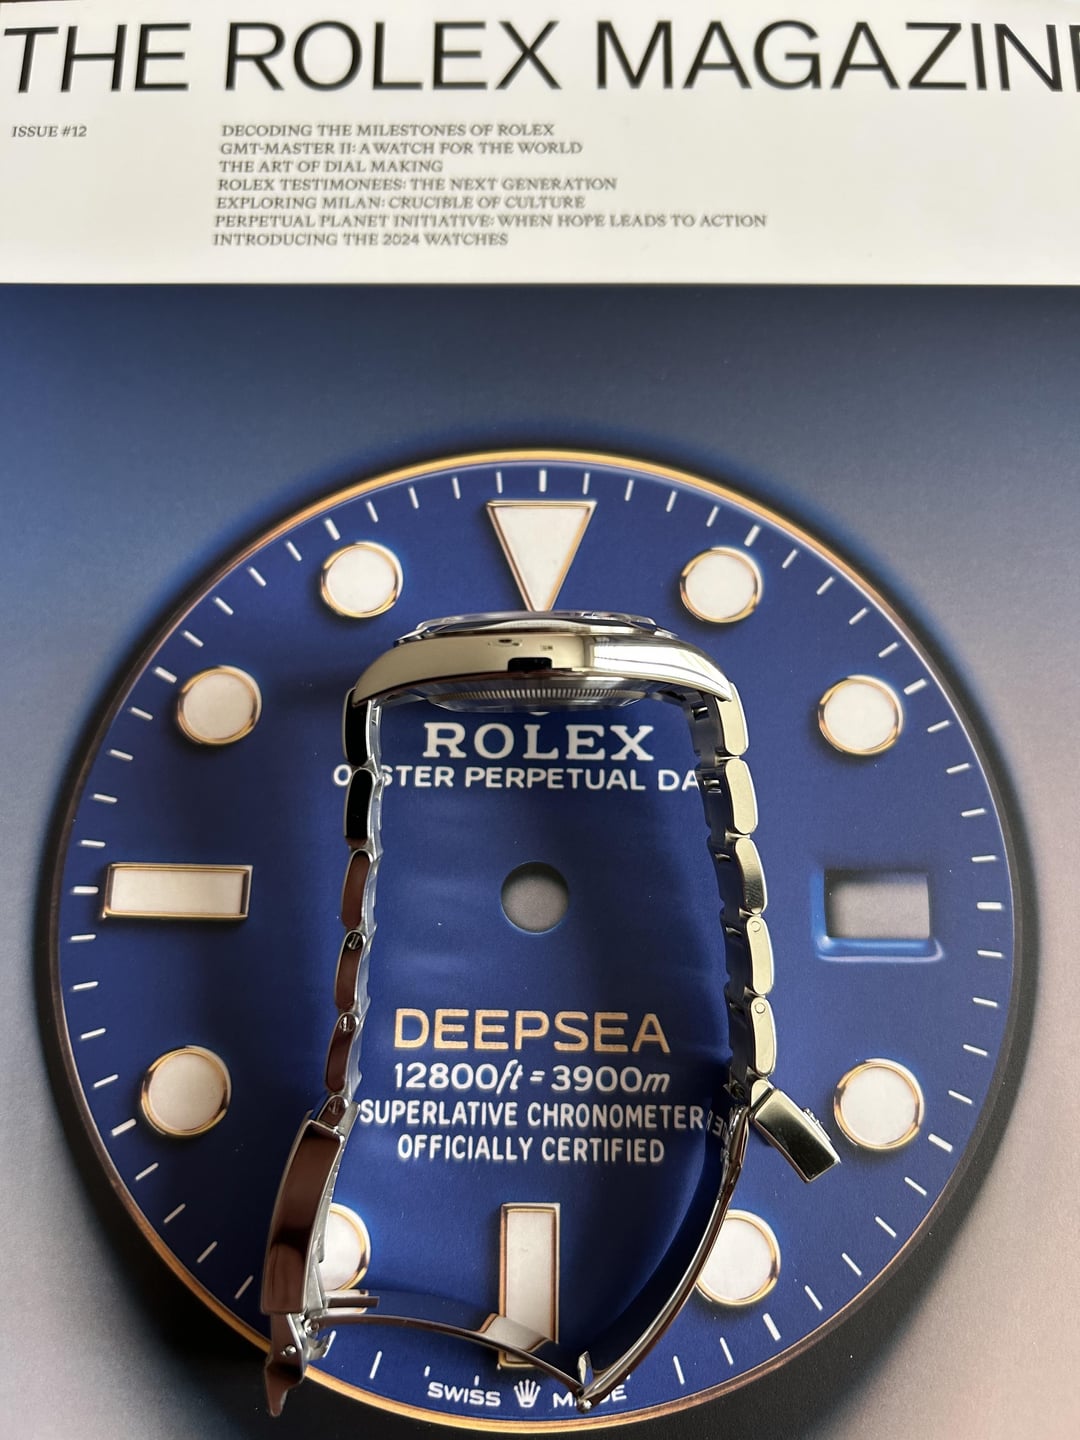 THE ROLEX MAGAZINE
ISSUE #12
DECODING THE MILESTONES OF ROLEX
GMT-MASTER II: A WATCH FOR THE WORLD
THE ART OF DIAL MAKING
ROLEX TESTIMONEES: THE NEXT GENERATION
EXPLORING MILAN: CRUCIBLE OF CULTURE
PERPETUAL PLANET INITIATIVE: WHEN HOPE LEADS TO ACTION
INTRODUCING THE 2024 WATCHES
ROLEX
OYSTER PERPETUAL DA
DEEPSEA
12800ft = 3900m
SUPERLATIVE CHRONOMETER
OFFICIALLY CERTIFIED
SWISS MADE